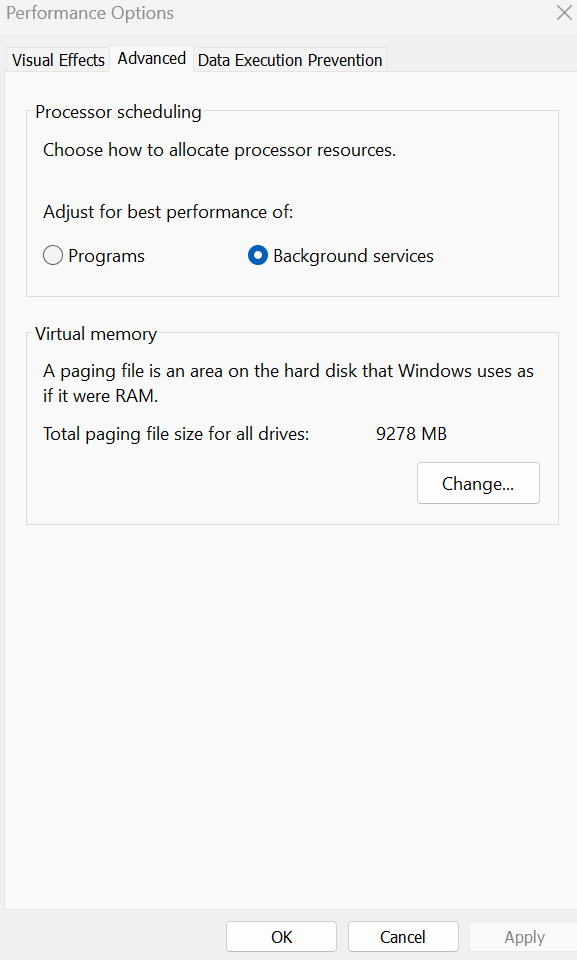 Performance Options
Visual Effects Advanced Data Execution Prevention
Processor scheduling
Choose how to allocate processor resources.
Adjust for best performance of:
Programs Background services
Virtual memory
A paging file is an area on the hard disk that Windows uses as
if it were RAM.
Total paging file size for all drives: 9278 MB
Change...
OK Cancel Apply